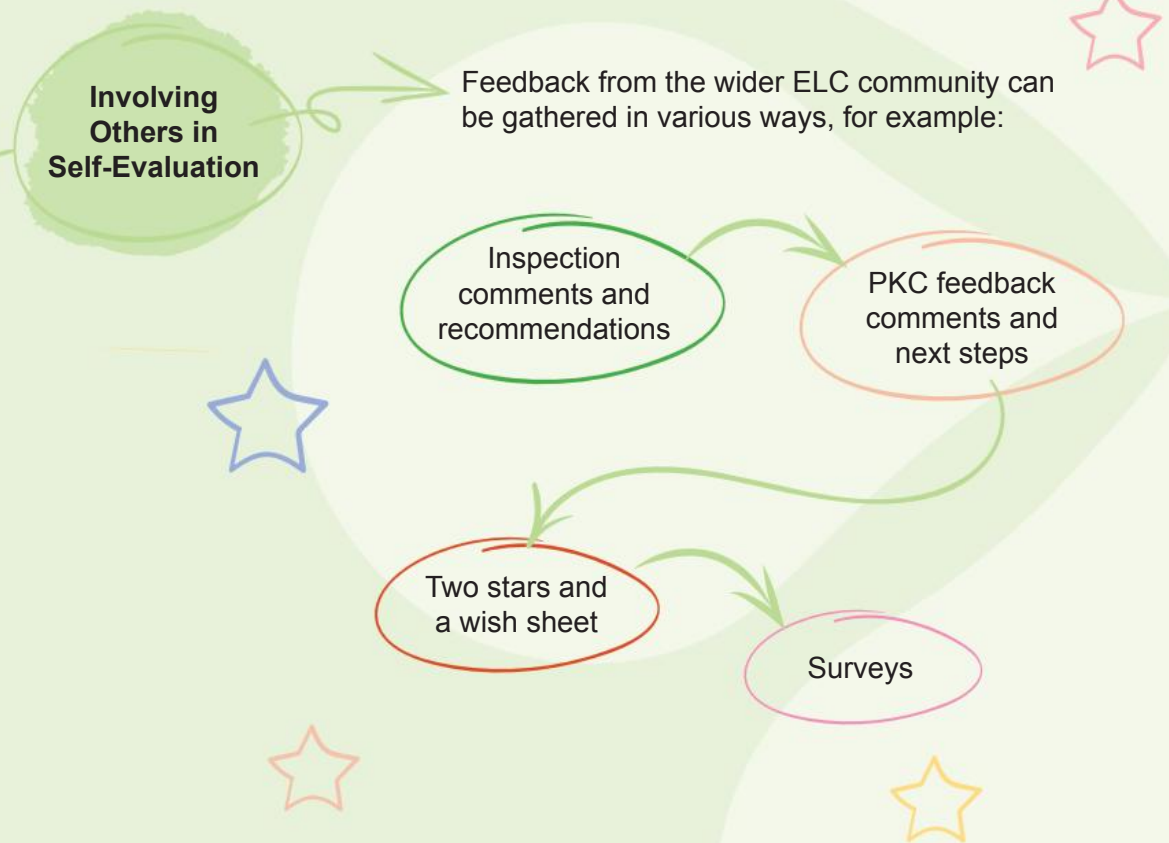 Involving
Others in
Self-Evaluation
Feedback from the wider ELC community can
be gathered in various ways, for example:
Inspection
comments and
recommendations
PKC feedback
comments and
next steps
Two stars and
a wish sheet
Surveys